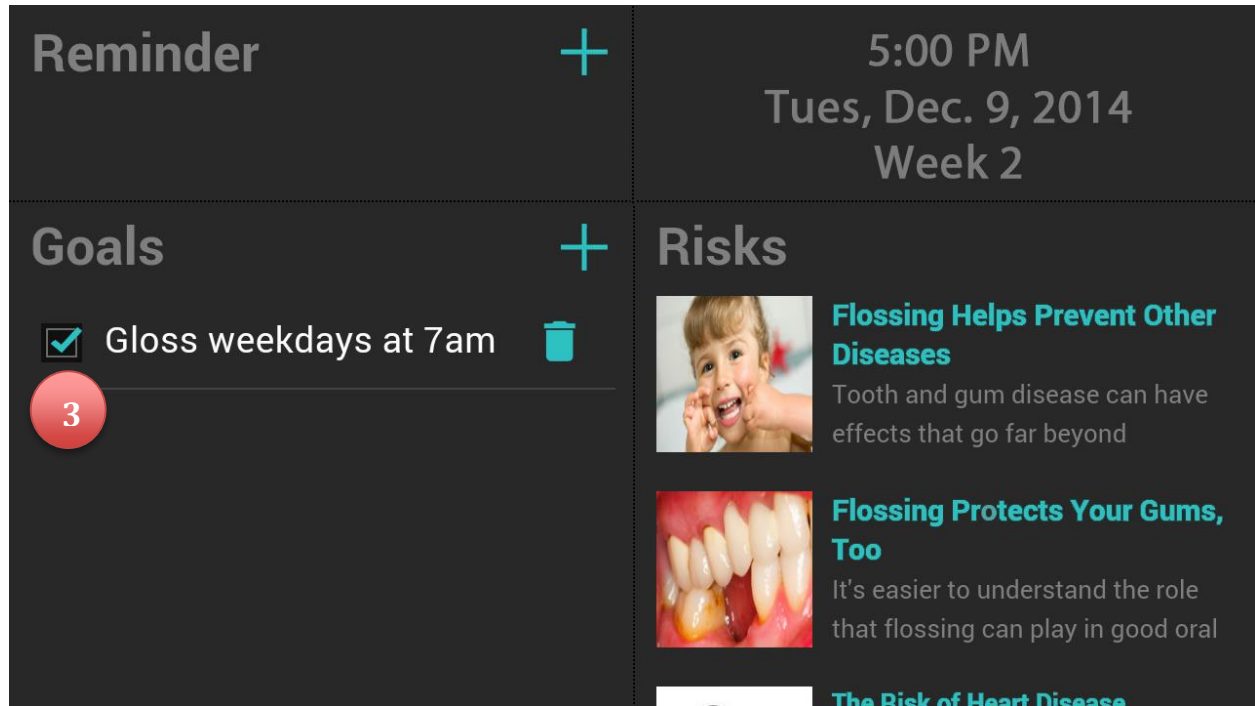 Reminder
5:00 PM
Tues, Dec. 9, 2014
Week 2
Goals
Gloss weekdays at 7am
3
Risks
Flossing Helps Prevent Other
Diseases
Tooth and gum disease can have
effects that go far beyond
Flossing Protects Your Gums,
Too
It's easier to understand the role
that flossing can play in good oral
The Risk of Heart Disease